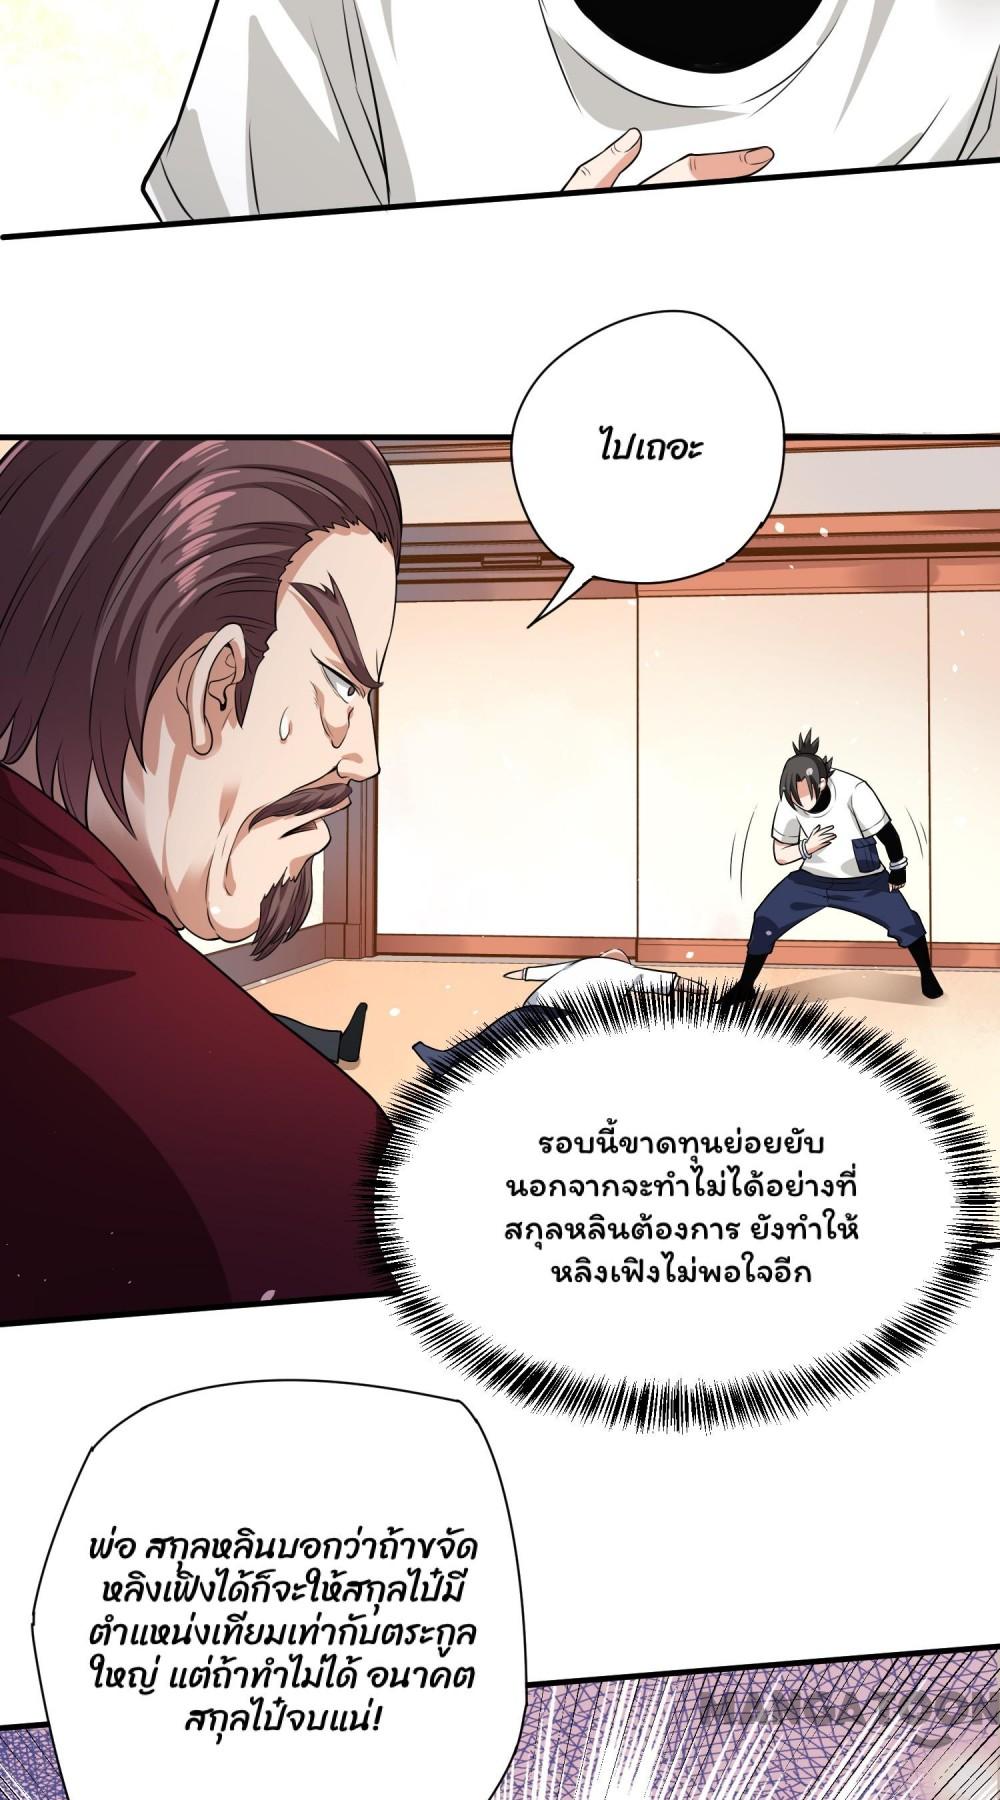 ไปเถอะ
รอบนี้ขาดทุนย่อยยับ
นอกจากจะทำไม่ได้อย่างที่
สกุลหลินต้องการ ยังทำให้
หลิงเฟิงไม่พอใจอีก
พ่อ สกุลหลินบอกว่าถ้าขจัด
หลิงเฟิงได้ก็จะให้สกุลไป๋มี
ตำแหน่งเทียมเท่ากับตระกูล
ใหญ่ แต่ถ้าทำไม่ได้ อนาคต
สกุลไป๋จบแน่!